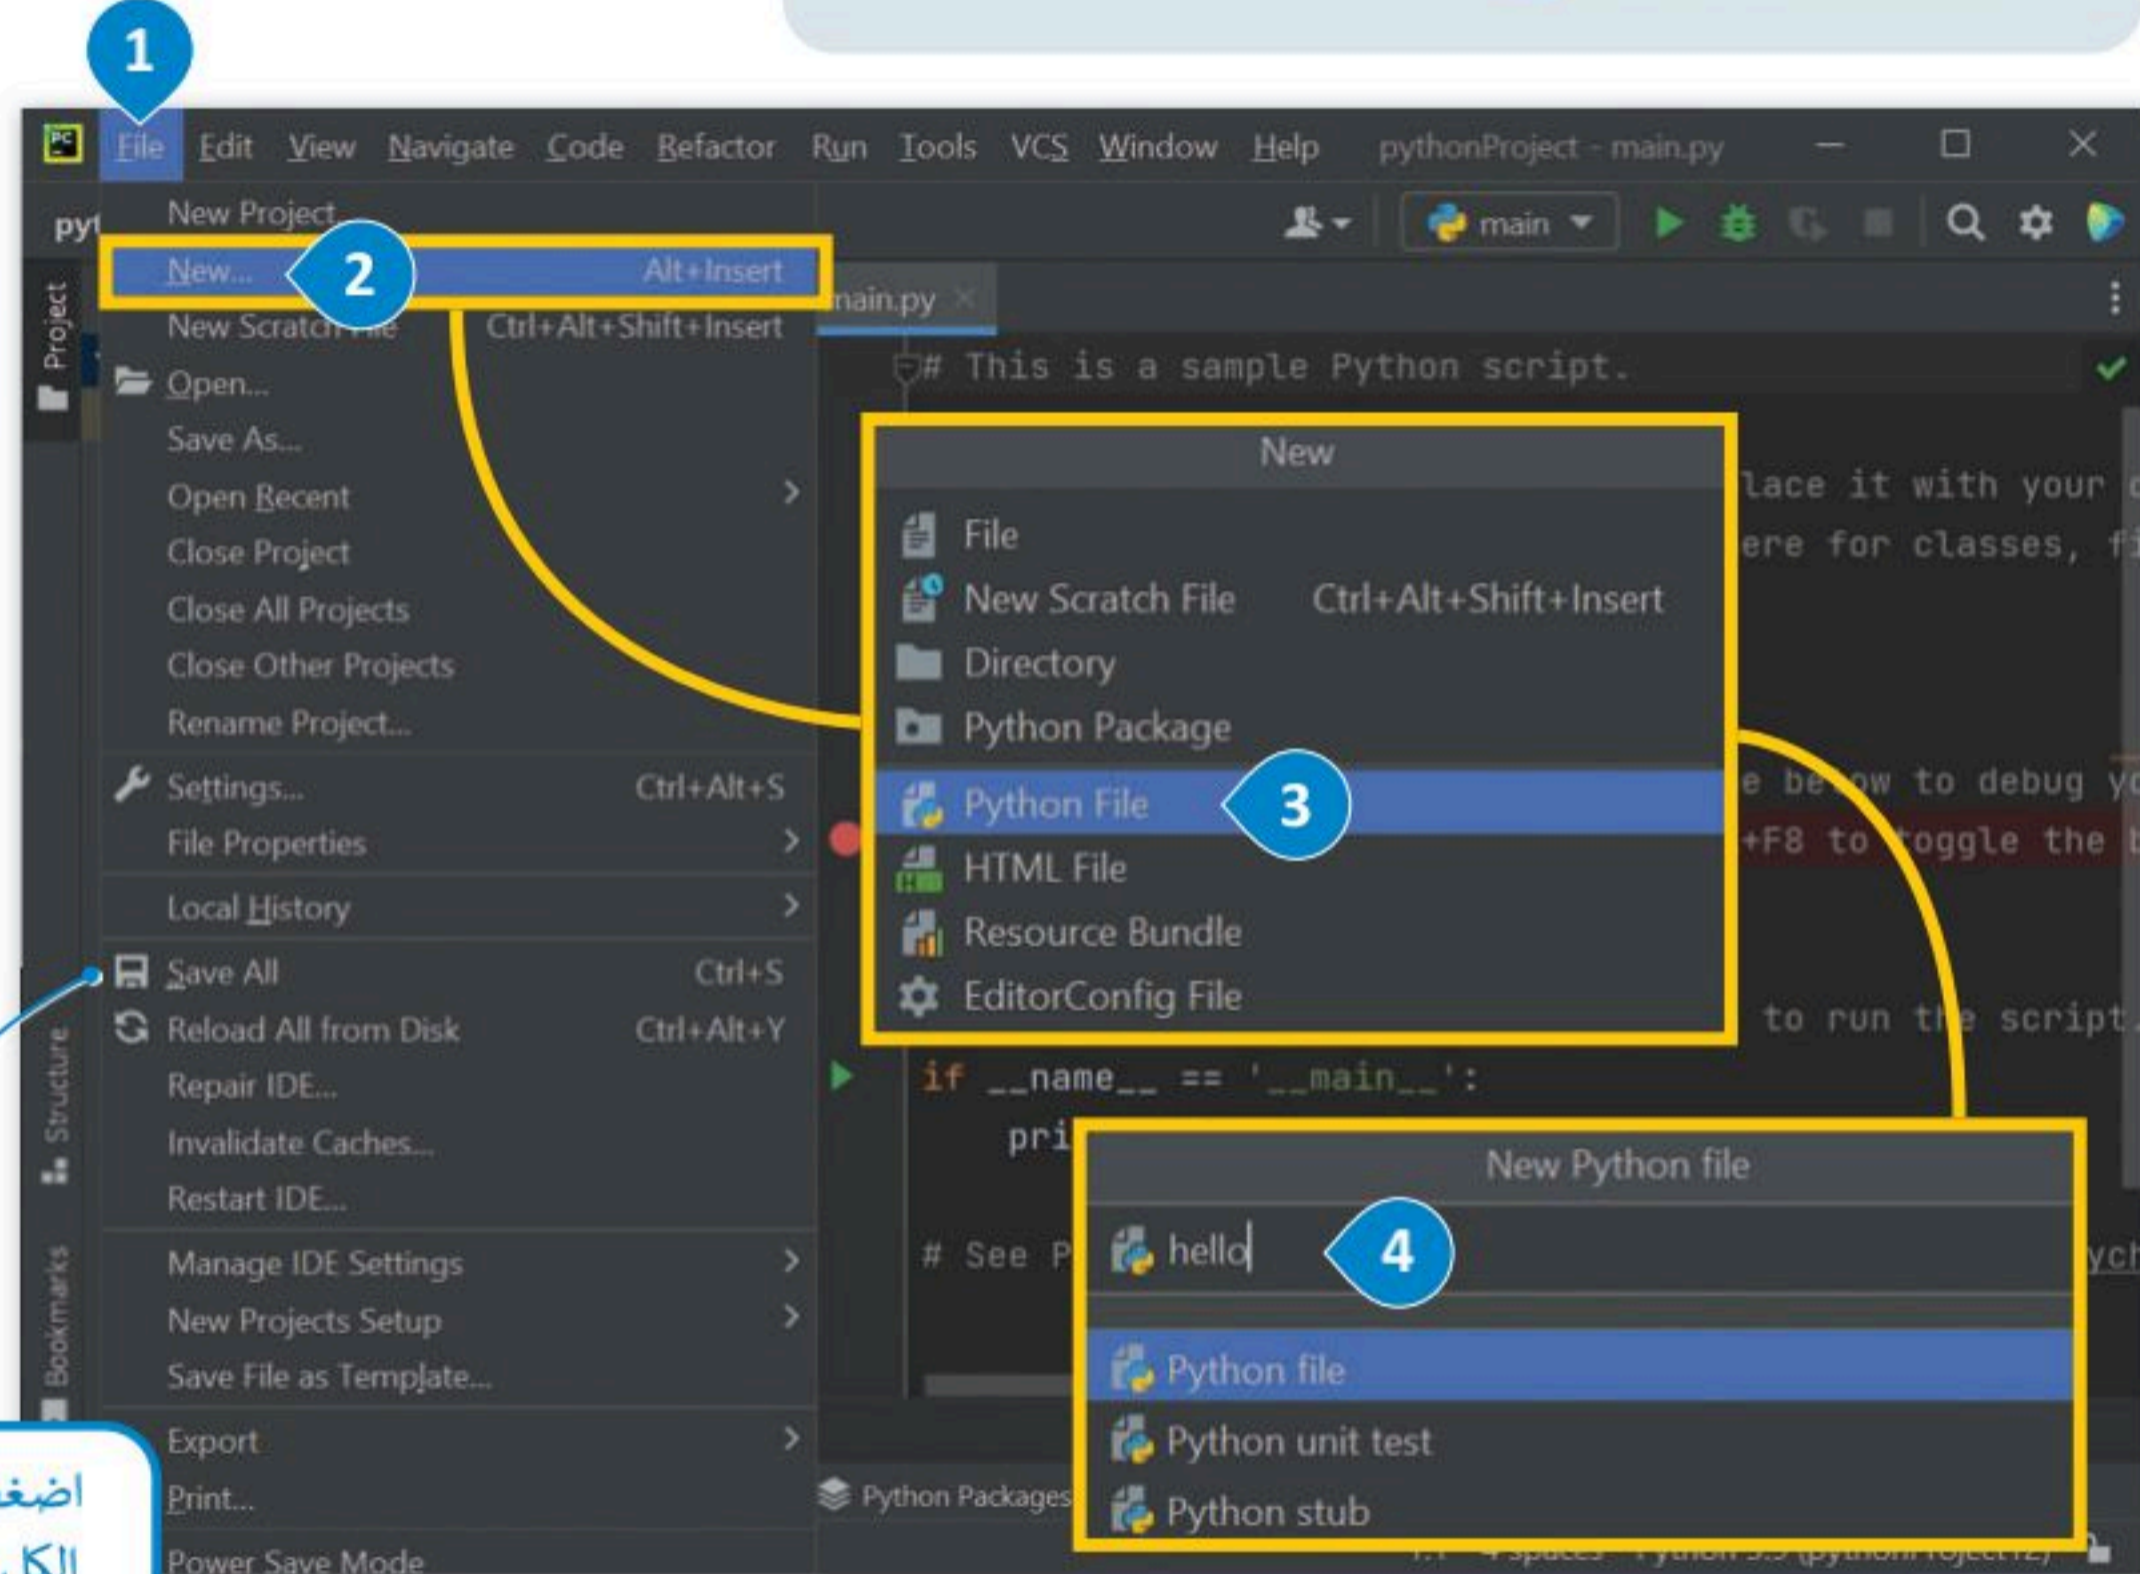 1
File Edit View Navigate Code Refactor Run Tools VCS Window Help pythonProject - main.py
New Project...
main
New... 2 Alt+Insert
main.py
New Scratch File Ctrl+Alt+Shift+Insert
Project
# This is a sample Python script.
Open...
Save As...
Open Recent
Close Project
Close All Projects
Close Other Projects
Rename Project...
Settings... Ctrl+Alt+S
File Properties
Local History
Save All Ctrl+S
Reload All from Disk Ctrl+Alt+Y
Repair IDE...
Invalidate Caches...
Restart IDE...
Manage IDE Settings
New Projects Setup
Save File as Template...
Export
Print...
Power Save Mode
Structure
Bookmarks
New
File
New Scratch File Ctrl+Alt+Shift+Insert
Directory
Python Package
Python File 3
HTML File
Resource Bundle
EditorConfig File
it with your
for classes,
to debug
+F8 to toggle the
to run the script.
if __name__ == '__main__':
# See
New Python file
hello 4
Python file
Python unit test
Python stub
Python Packages